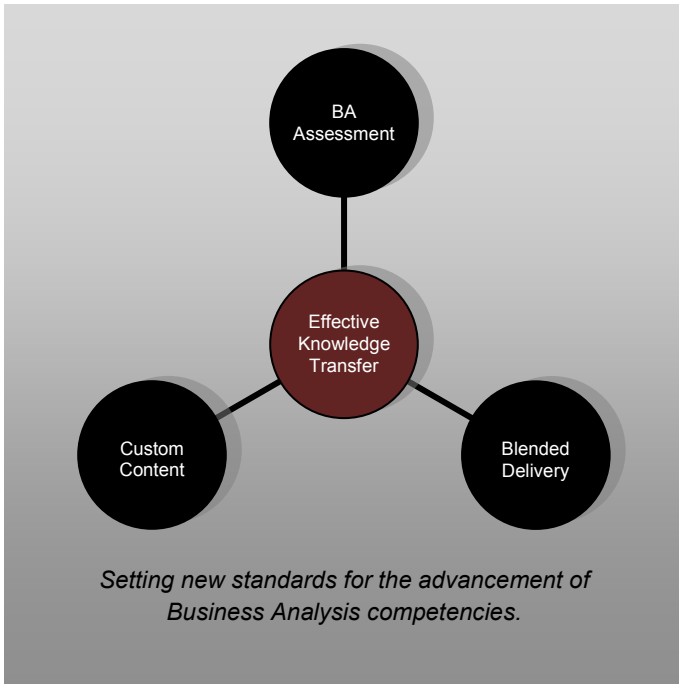 BA
Assessment
Effective
Knowledge
Transfer
Custom
Content
Blended
Delivery
Setting new standards for the advancement of
Business Analysis competencies.